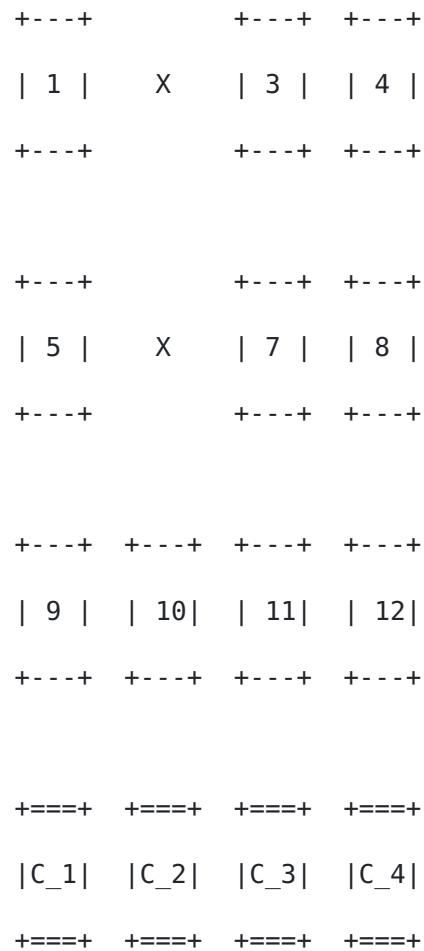 +---+         +---+  +---+
| 1 |    X    | 3 |  | 4 |
+---+         +---+  +---+
+---+         +---+  +---+
| 5 |    X    | 7 |  | 8 |
+---+         +---+  +---+
+---+  +---+  +---+  +---+
| 9 |  | 10|  | 11|  | 12|
+---+  +---+  +---+  +---+
+===+  +===+  +===+  +===+
|C_1|  |C_2|  |C_3|  |C_4|
+===+  +===+  +===+  +===+